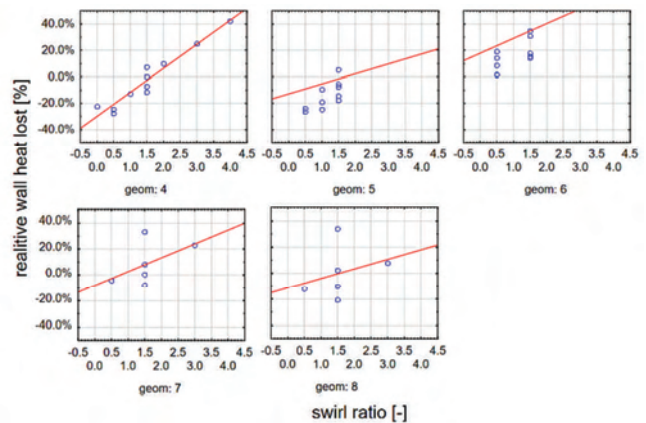 realitive wall heat lost [%]
40.0%
20.0%
0.0%
-20.0%
-40.0%
-0.5 0.5 1.5 2.5 3.5 4.5
0.0 1.0 2.0 3.0 4.0
geom: 4
-0.5 0.5 1.5 2.5 3.5 4.5
0.0 1.0 2.0 3.0 4.0
geom: 5
-0.5 0.5 1.5 2.5 3.5 4.5
0.0 1.0 2.0 3.0 4.0
geom: 6
40.0%
20.0%
0.0%
-20.0%
-40.0%
-0.5 0.5 1.5 2.5 3.5 4.5
0.0 1.0 2.0 3.0 4.0
geom: 7
-0.5 0.5 1.5 2.5 3.5 4.5
0.0 1.0 2.0 3.0 4.0
geom: 8
swirl ratio [-]